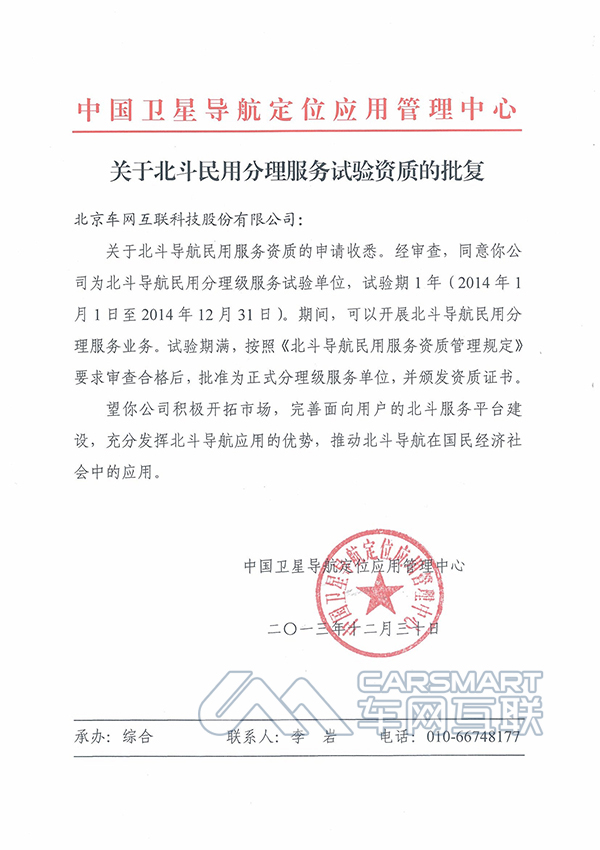 中国卫星导航定位应用管理中心
关于北斗民用分理服务试验资质的批复
北京车网互联科技股份有限公司：
关于北斗导航民用服务资质的申请收悉。经审查，同意你公
司为北斗导航民用分理级服务试验单位，试验期1年（2014年1
月1日至2014年12月31日）。期间，可以开展北斗导航民用分
理服务业务。试验期满，按照《北斗导航民用服务资质管理规定》
要求审查合格后，批准为正式分理级服务单位，并颁发资质证书。
望你公司积极开拓市场，完善面向用户的北斗服务平台建
设，充分发挥北斗导航应用的优势，推动北斗导航在国民经济社
会中的应用。
中国卫星导航定位应用管理中心
中国卫星导航定位应用管理中心
二〇一三年十二月三十日
CARSMART
车网互联
承办：综合 联系人：李 岩 电话：010-66748177